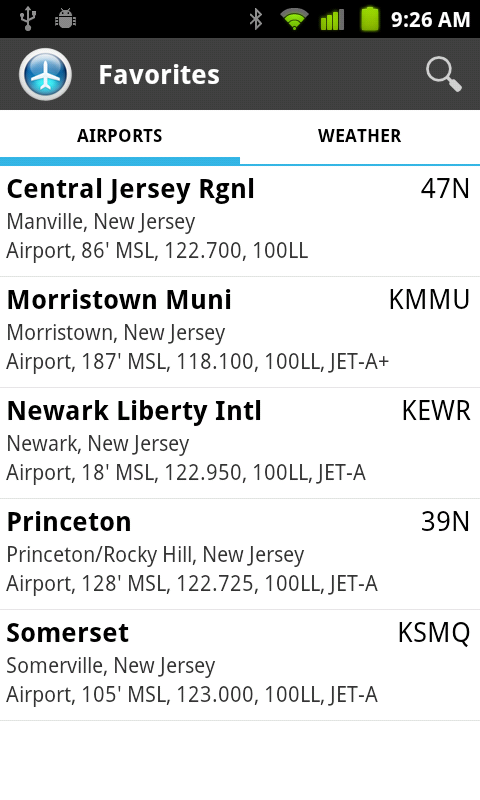 9:26 AM
Favorites
AIRPORTS WEATHER
Central Jersey Rgnl 47N
Manville, New Jersey
Airport, 86' MSL, 122.700, 100LL
Morristown Muni KMMU
Morristown, New Jersey
Airport, 187' MSL, 118.100, 100LL, JET-A+
Newark Liberty Intl KEWR
Newark, New Jersey
Airport, 18' MSL, 122.950, 100LL, JET-A
Princeton 39N
Princeton/Rocky Hill, New Jersey
Airport, 128' MSL, 122.725, 100LL, JET-A
Somerset KSMQ
Somerville, New Jersey
Airport, 105' MSL, 123.000, 100LL, JET-A